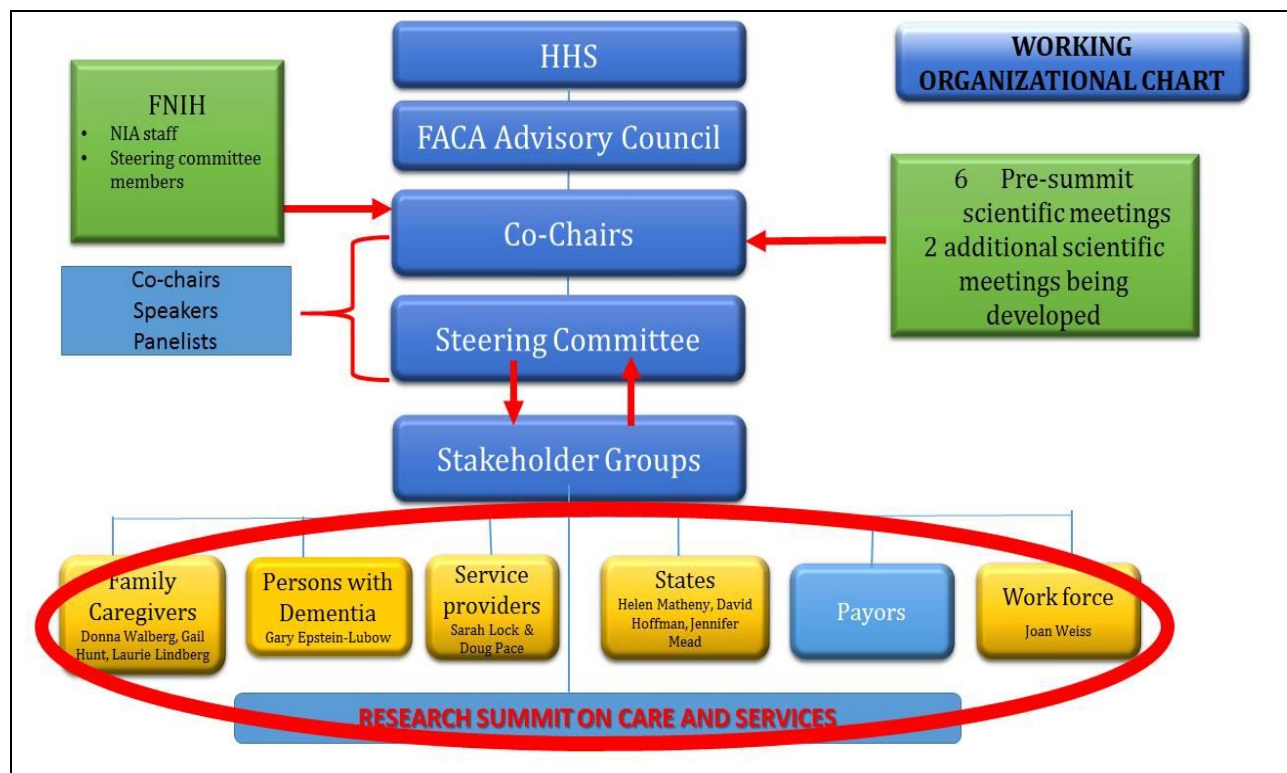 HHS
WORKING
ORGANIZATIONAL CHART
FNIH
• NIA staff
• Steering committee
members
FACA Advisory Council
Co-Chairs
6 Pre-summit
scientific meetings
2 additional scientific
meetings being
developed
Co-chairs
Speakers
Panelists
Steering Committee
Stakeholder Groups
Family
Caregivers
Donna Walberg, Gail
Hunt, Laurie Lindberg
Persons with
Dementia
Gary Epstein-Lubow
Service
providers
Sarah Lock &
Doug Pace
States
Helen Matheny, David
Hoffman, Jennifer
Mead
Payors
Work force
Joan Weiss
RESEARCH SUMMIT ON CARE AND SERVICES